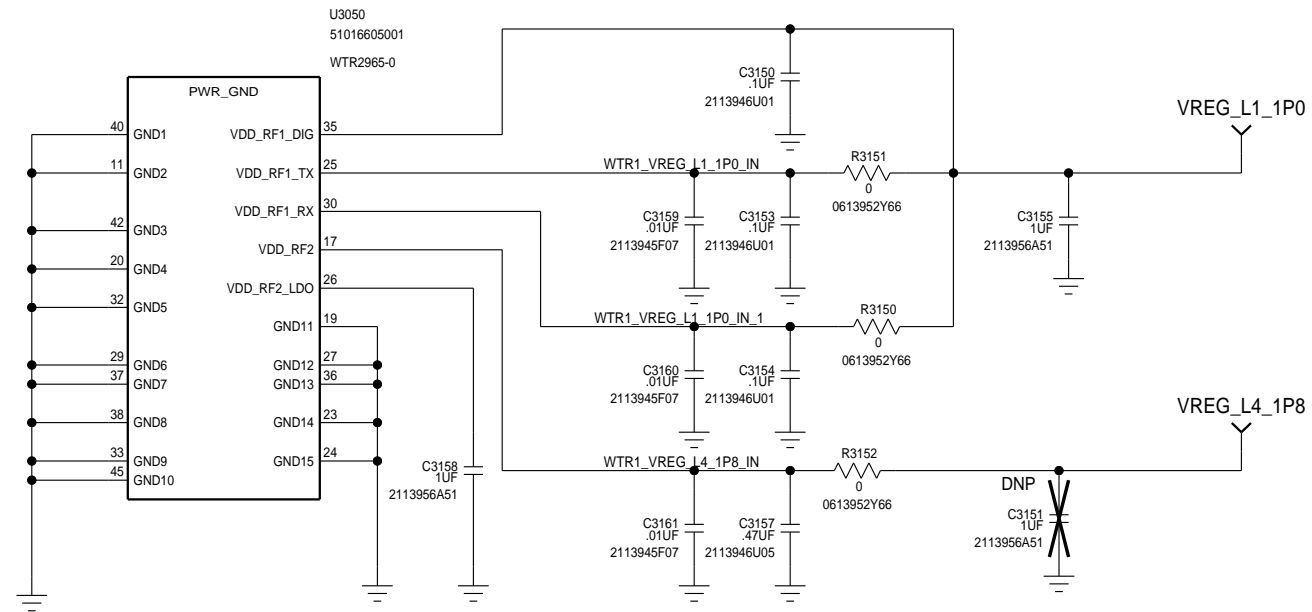 U3050
51016605001
WTR2965-0
PWR_GND
40 GND1
11 GND2
42 GND3
20 GND4
32 GND5
29 GND6
37 GND7
38 GND8
33 GND9
45 GND10
VDD_RF1_DIG 35
VDD_RF1_TX 25
VDD_RF1_RX 30
VDD_RF2 17
VDD_RF2_LDO 26
GND11 19
GND12 27
GND13 36
GND14 23
GND15 24
C3150
.1UF
2113946U01
VREG_L1_1P0
WTR1_VREG_L1_1P0_IN
R3151
0
0613952Y66
C3159
.01UF
2113945F07
C3153
.1UF
2113946U01
C3155
1UF
2113956A51
WTR1_VREG_L1_1P0_IN_1
R3150
0
0613952Y66
C3160
.01UF
2113945F07
C3154
.1UF
2113946U01
VREG_L4_1P8
C3158
1UF
2113956A51
WTR1_VREG_L4_1P8_IN
R3152
0
0613952Y66
C3161
.01UF
2113945F07
C3157
.47UF
2113946U05
DNP
C3151
1UF
2113956A51